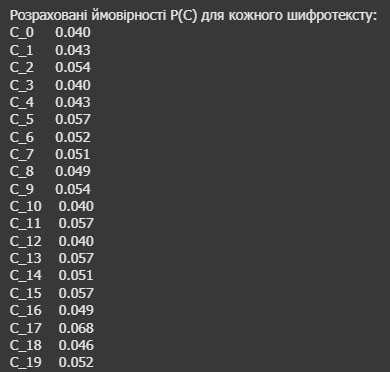 Розраховані ймовірності P(C) для кожного шифротексту:
C_0 0.040
C_1 0.043
C_2 0.054
C_3 0.040
C_4 0.043
C_5 0.057
C_6 0.052
C_7 0.051
C_8 0.049
C_9 0.054
C_10 0.040
C_11 0.057
C_12 0.040
C_13 0.057
C_14 0.051
C_15 0.057
C_16 0.049
C_17 0.068
C_18 0.046
C_19 0.052